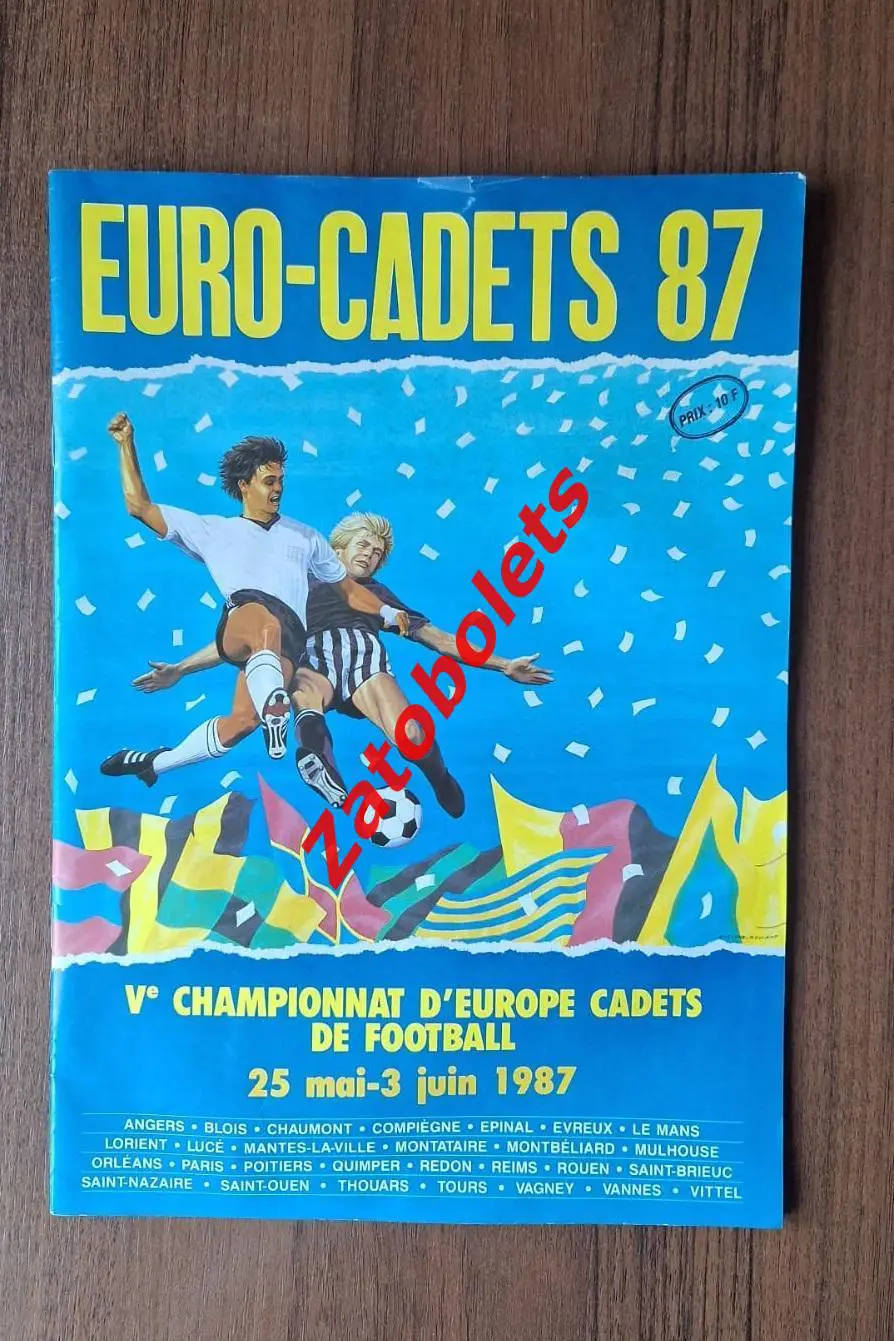 EURO-CADETS 87
PRIX : 10 F
Zatobolets
Ve CHAMPIONNAT D'EUROPE CADETS
DE FOOTBALL
25 mai-3 juin 1987
ANGERS • BLOIS • CHAUMONT • COMPIÈGNE • EPINAL • EVREUX • LE MANS
LORIENT • LUCÉ • MANTES-LA-VILLE • MONTATAIRE • MONTBÉLIARD • MULHOUSE
ORLÉANS • PARIS • POITIERS • QUIMPER • REDON • REIMS • ROUEN • SAINT-BRIEUC
SAINT-NAZAIRE • SAINT-OUEN • THOUARS • TOURS • VAGNEY • VANNES • VITTEL